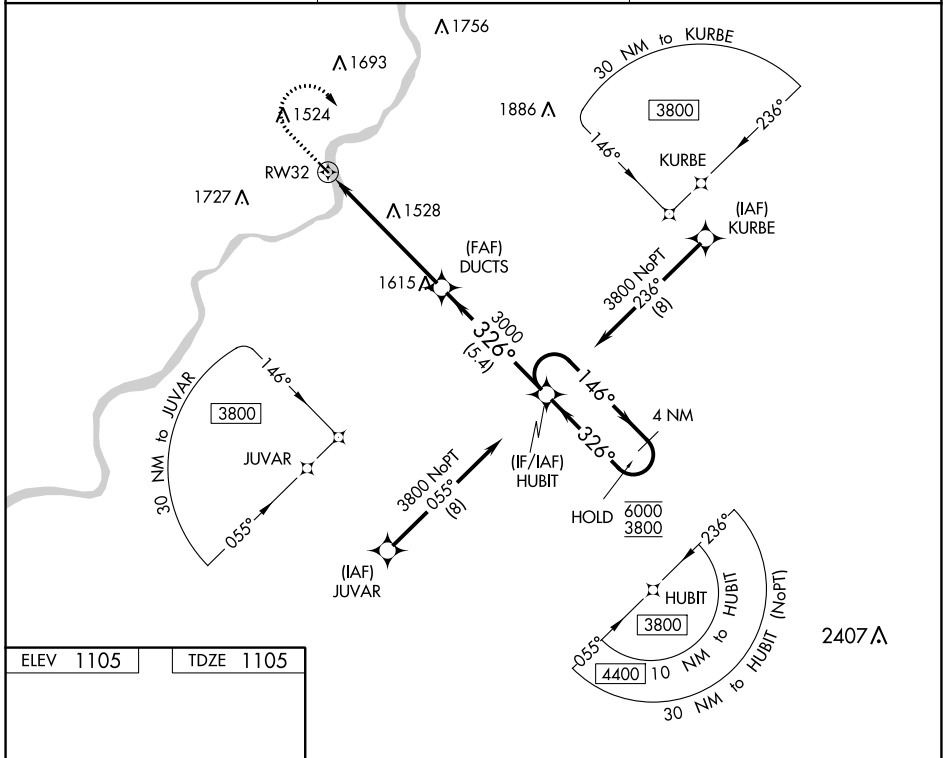 1756
1693
1524
30 NM to KURBE
1886
3800
146°
236°
KURBE
RW32
1727
1528
(IAF)
KURBE
(FAF)
DUCTS
1615
3800 NoPT
236°
(8)
3000
326°
(5.4)
146°
4 NM
326°
(IF/IAF)
HUBIT
HOLD
6000
3800
30 NM to JUVAR
146°
3800
JUVAR
055°
3800 NoPT
055°
(8)
(IAF)
JUVAR
236°
HUBIT
3800
055°
4400
10 NM to HUBIT
30 NM to HUBIT (NoPT)
2407
ELEV 1105
TDZE 1105